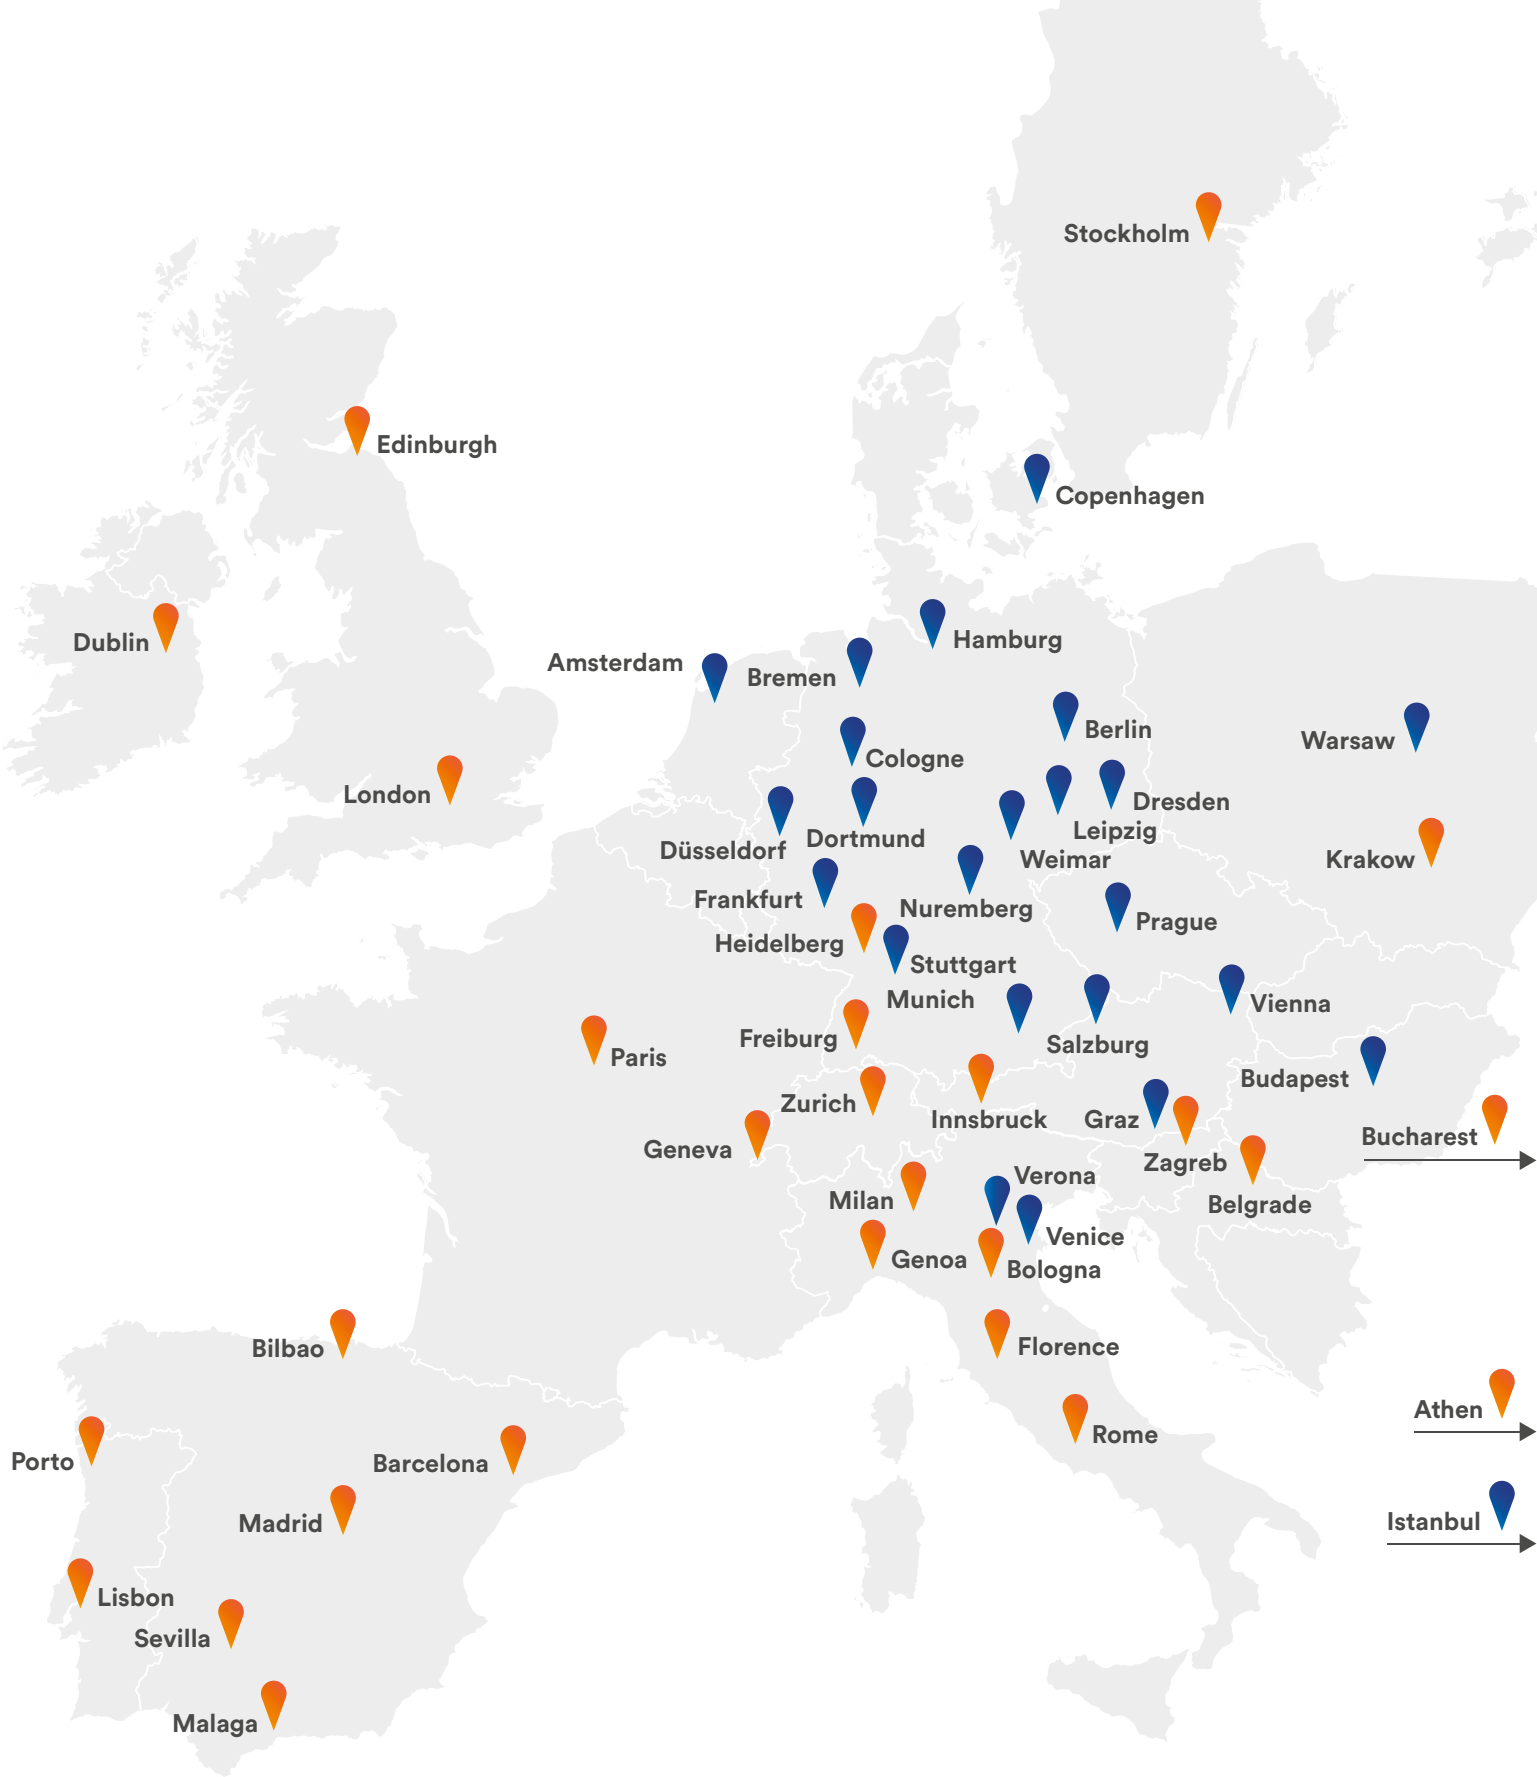 Stockholm
Edinburgh
Copenhagen
Dublin
Hamburg
Amsterdam
Bremen
Berlin
Warsaw
Cologne
London
Dresden
Leipzig
Dortmund
Düsseldorf
Weimar
Krakow
Frankfurt
Nuremberg
Prague
Heidelberg
Stuttgart
Munich
Vienna
Freiburg
Salzburg
Paris
Budapest
Zurich
Innsbruck
Graz
Bucharest
Geneva
Zagreb
Verona
Milan
Belgrade
Venice
Genoa
Bologna
Bilbao
Florence
Athen
Rome
Porto
Barcelona
Madrid
Istanbul
Lisbon
Sevilla
Malaga